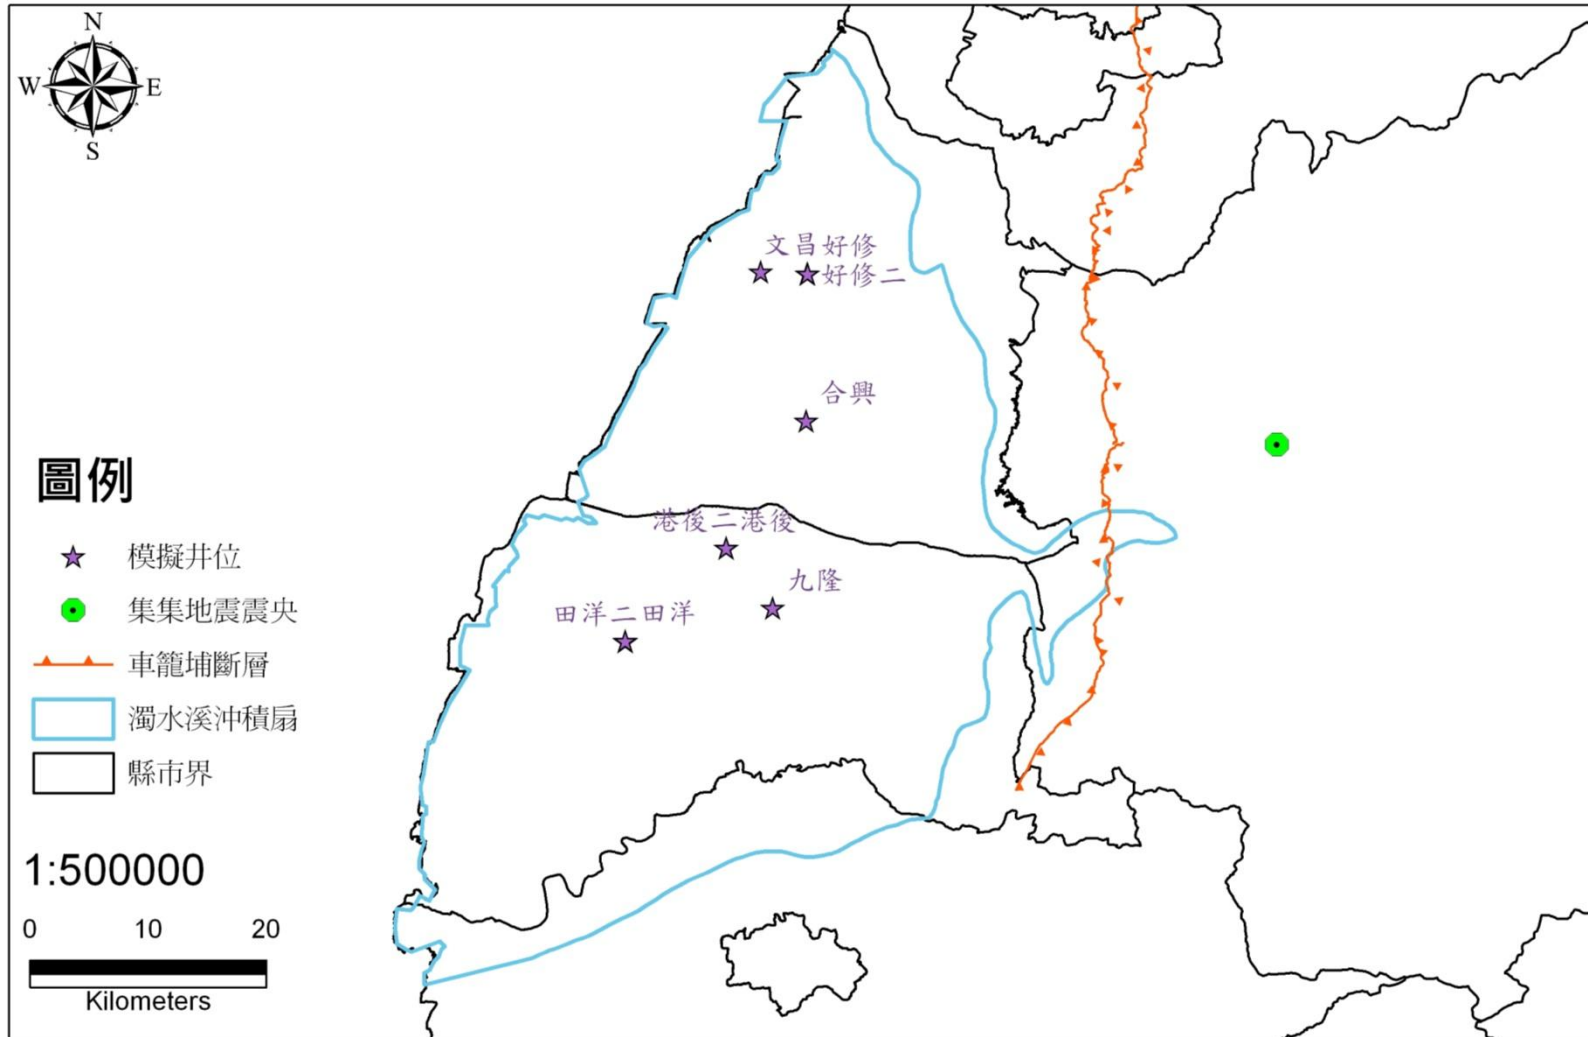 N
W
E
S
文昌好修
好修二
合興
港後二港後
九隆
田洋二田洋
圖例
模擬井位
集集地震震央
車籠埔斷層
濁水溪沖積扇
縣市界
1:500000
0 10 20
Kilometers